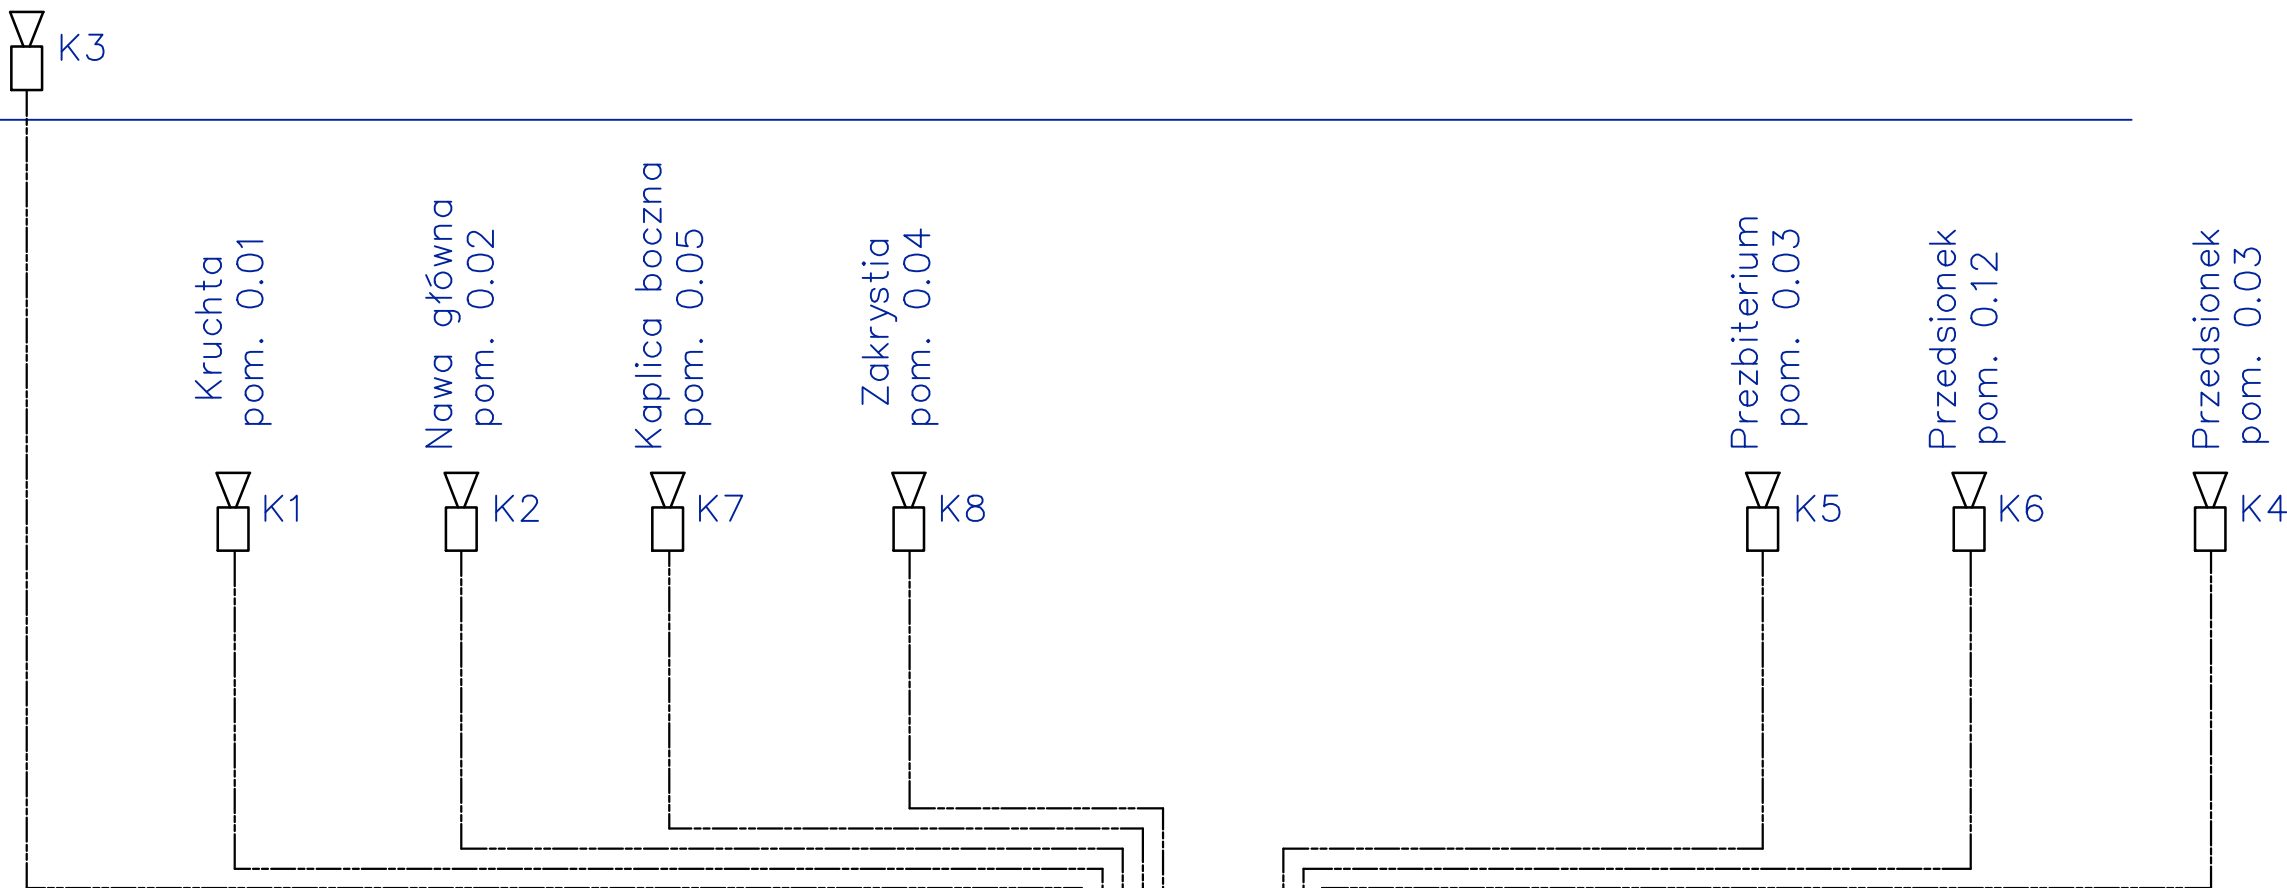 K3
Kruchta
pom. 0.01
K1
Nawa główna
pom. 0.02
K2
Kaplica boczna
pom. 0.05
K7
Zakrystia
pom. 0.04
K8
Prezbiterium
pom. 0.03
K5
Przedsionek
pom. 0.12
K6
Przedsionek
pom. 0.03
K4